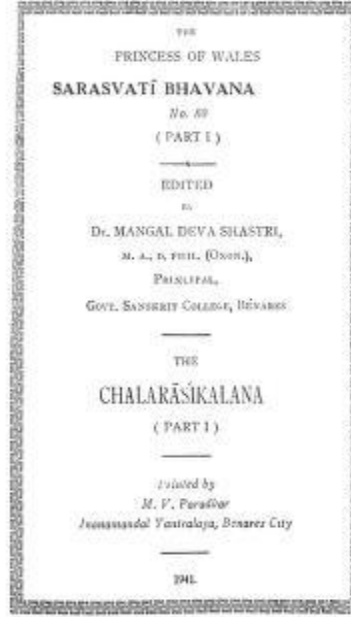 THE
PRINCESS OF WALES
SARASVATĪ BHAVANA
No. 80
( PART I )
EDITED
BY
DR. MANGAL DEVA SHASTRI,
M. A., D. PHIL. (OXON.),
PRINCIPAL,
GOVT. SANSKRIT COLLEGE, BENARES
THE
CHALARĀŚIKALANA
( PART I )
Printed by
M. V. Paradkar
Jnanamandal Yantralaya, Benares City
1941.